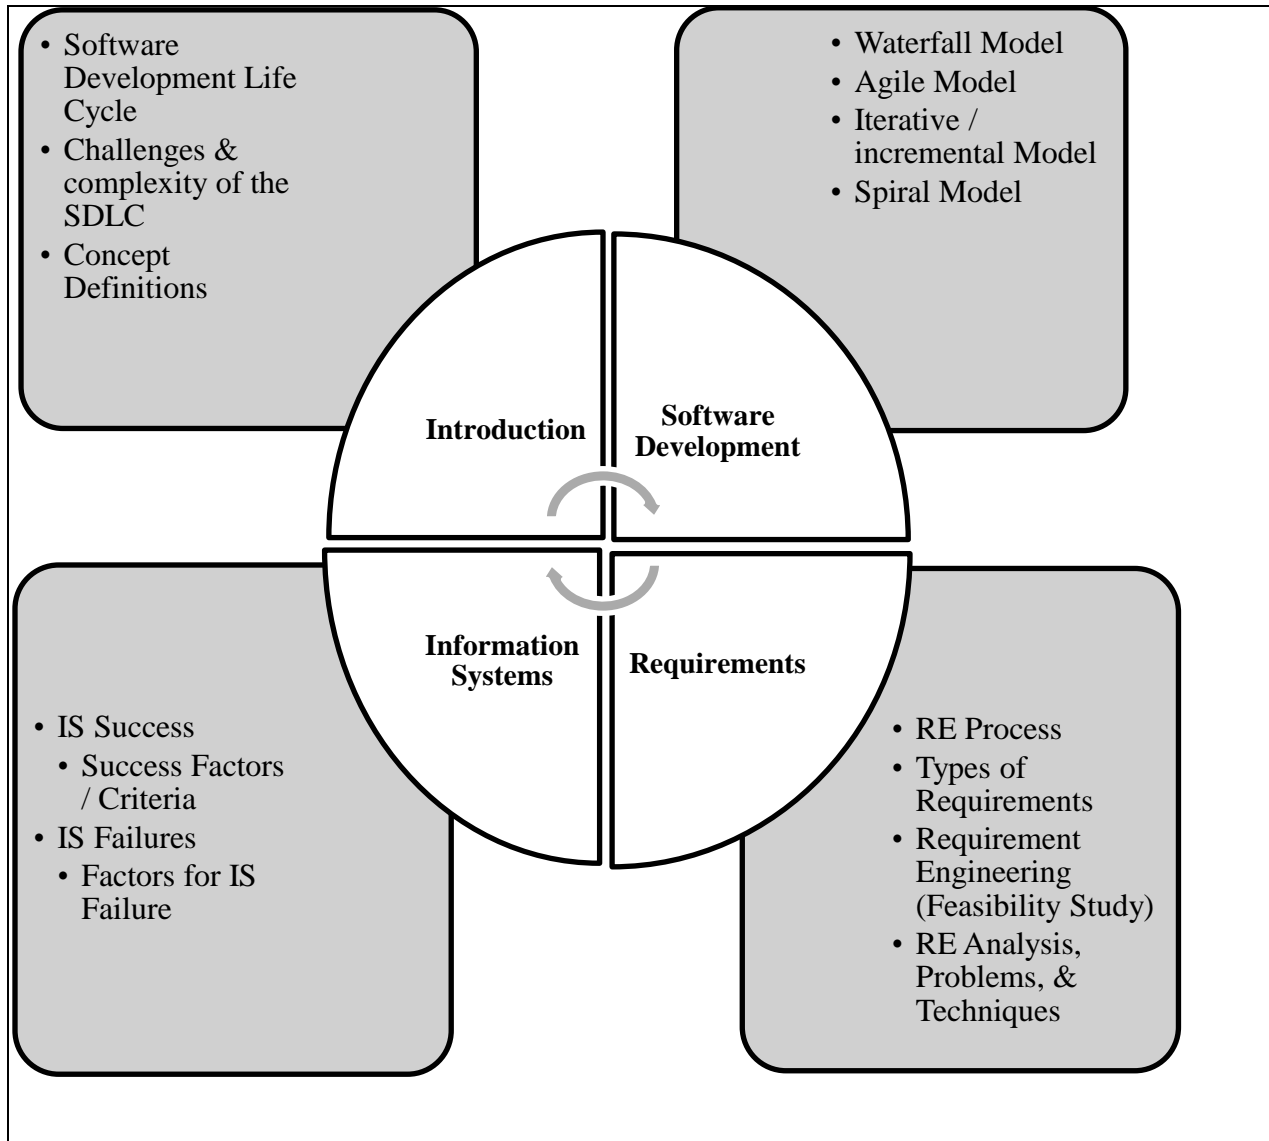 • Software
Development Life
Cycle
• Challenges &
complexity of the
SDLC
• Concept
Definitions
• Waterfall Model
• Agile Model
• Iterative /
incremental Model
• Spiral Model
Introduction
Software
Development
Information
Systems
Requirements
• IS Success
• Success Factors
/ Criteria
• IS Failures
• Factors for IS
Failure
• RE Process
• Types of
Requirements
• Requirement
Engineering
(Feasibility Study)
• RE Analysis,
Problems, &
Techniques